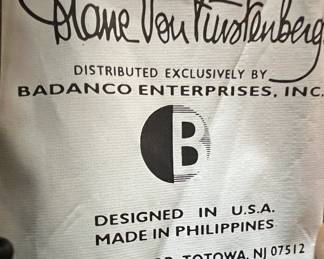 Diane Von Furstenberg
DISTRIBUTED EXCLUSIVELY BY
BADANCO ENTERPRISES, INC.
B
DESIGNED IN U.S.A.
MADE IN PHILIPPINES
TOTOWA, NJ 07512